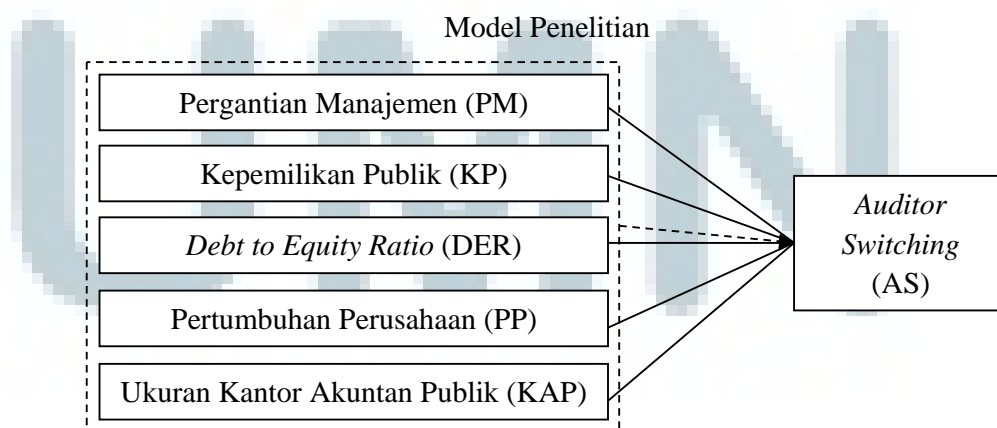 UMN
Model Penelitian
Pergantian Manajemen (PM)
Kepemilikan Publik (KP)
Debt to Equity Ratio (DER)
Pertumbuhan Perusahaan (PP)
Ukuran Kantor Akuntan Publik (KAP)
Auditor
Switching
(AS)